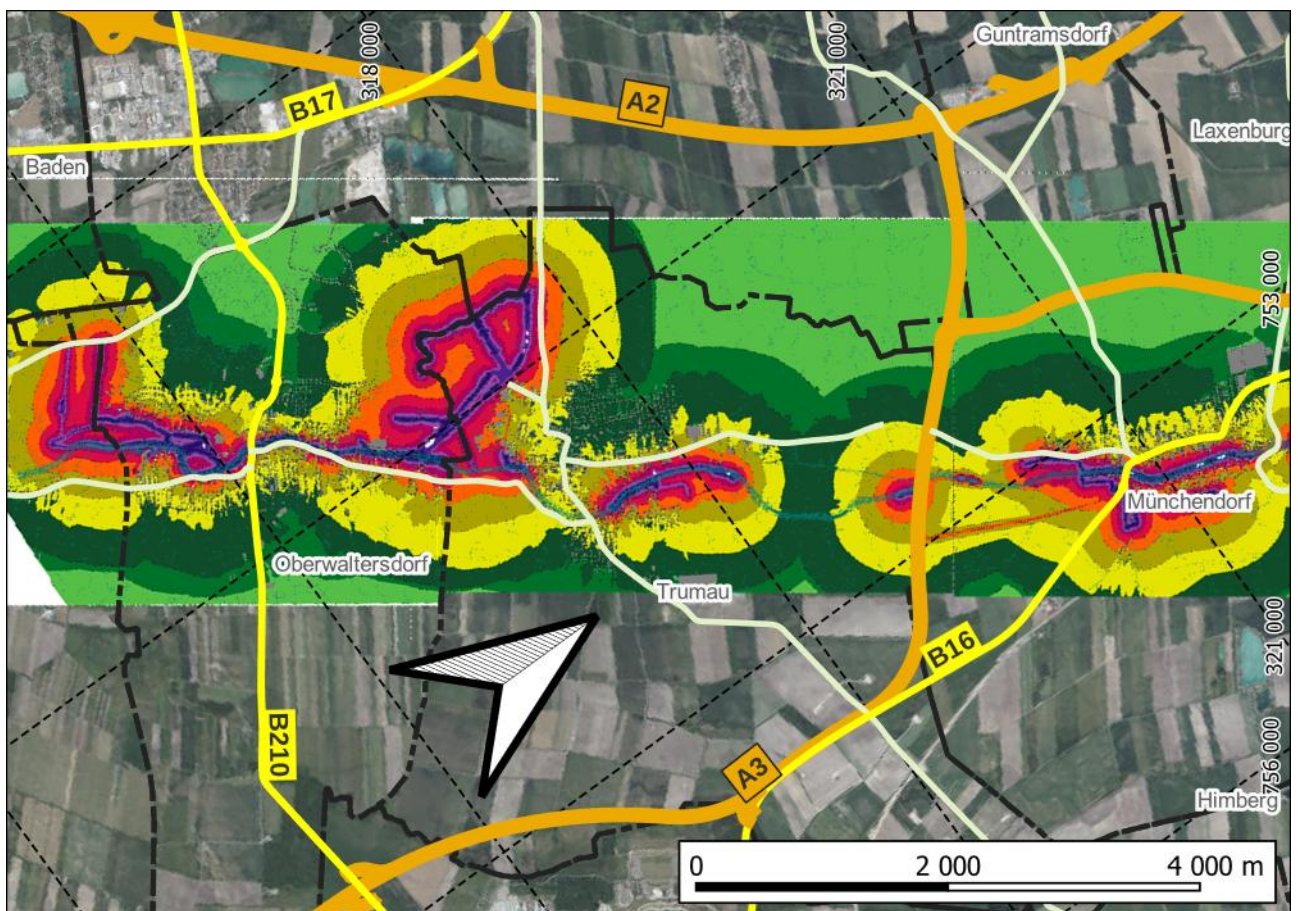 Guntramsdorf
318 000
321 000
B17
A2
Laxenburg
Baden
753 000
Münchendorf
Oberwaltersdorf
Trumau
B16
321 000
B210
A3
756 000
Himberg
0 2 000 4 000 m